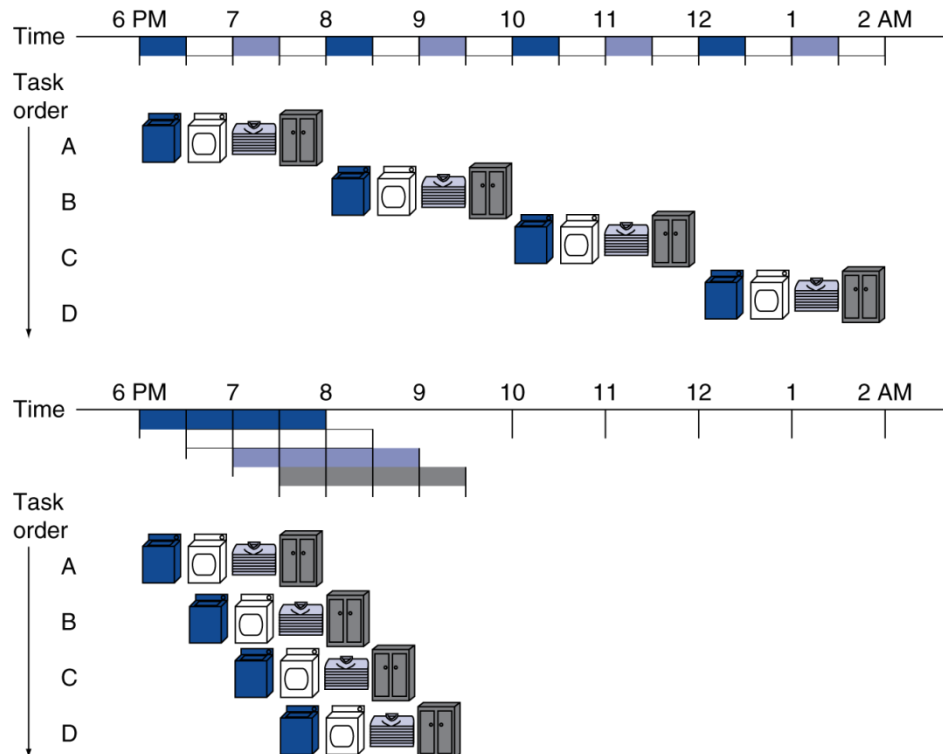 6 PM 7 8 9 10 11 12 1 2 AM
Time
Task
order
A
B
C
D
6 PM 7 8 9 10 11 12 1 2 AM
Time
Task
order
A
B
C
D